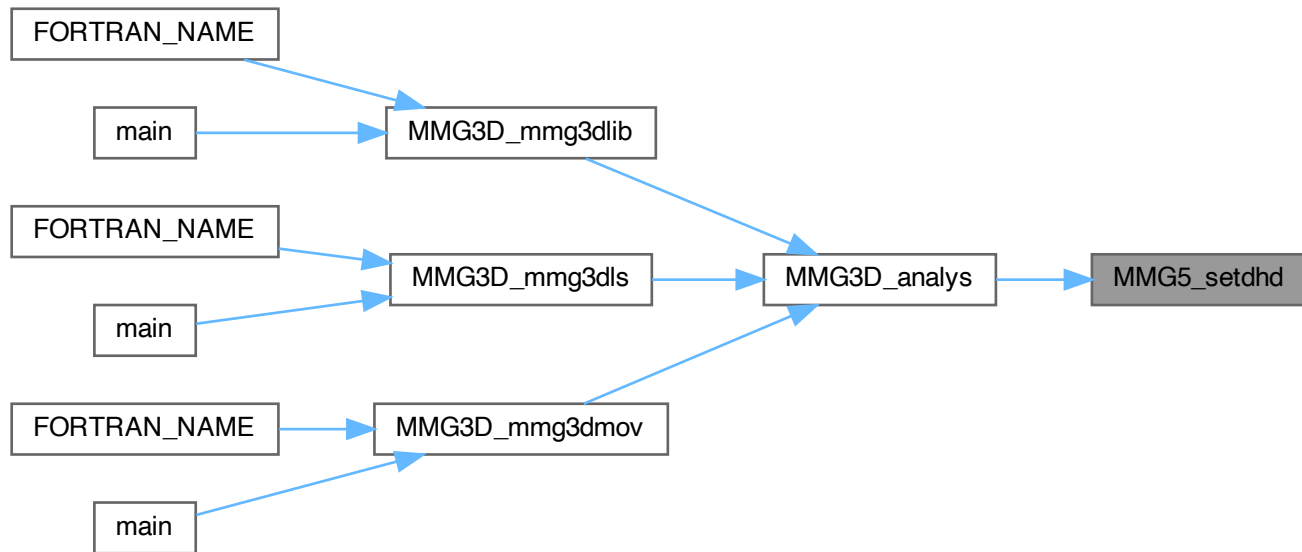 FORTRAN_NAME
main
MMG3D_mmg3dlib
FORTRAN_NAME
main
MMG3D_mmg3dls
MMG3D_analys
MMG5_setdhd
FORTRAN_NAME
main
MMG3D_mmg3dmov